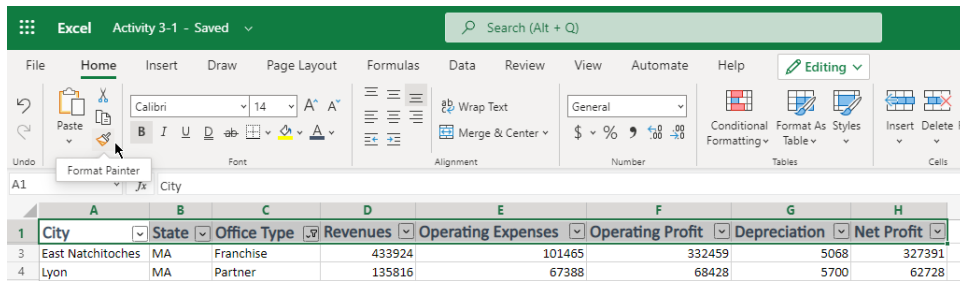 Excel Activity 3-1 - Saved Search (Alt + Q)
File Home Insert Draw Page Layout Formulas Data Review View Automate Help Editing
Paste Calibri 14 A^ A˅ ab Wrap Text General Conditional Formatting Format As Table Styles Insert Delete
B I U D ab A Merge & Center $ % 9 .00
Undo Font Alignment Number Tables Cells
Format Painter
A1 fx City
A B C D E F G H
1 City State Office Type Revenues Operating Expenses Operating Profit Depreciation Net Profit
3 East Natchitoches MA Franchise 433924 101465 332459 5068 327391
4 Lyon MA Partner 135816 67388 68428 5700 62728